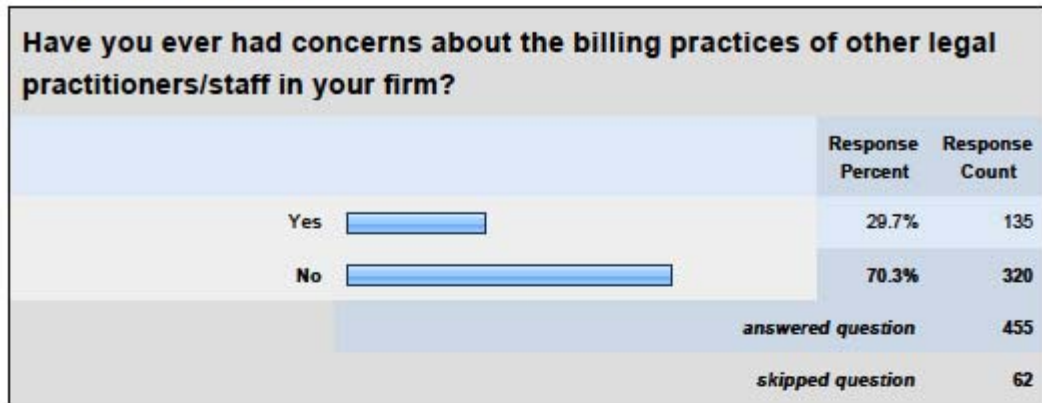 Have you ever had concerns about the billing practices of other legal
practitioners/staff in your firm?
Response Response
Percent Count
Yes 29.7% 135
No 70.3% 320
answered question 455
skipped question 62